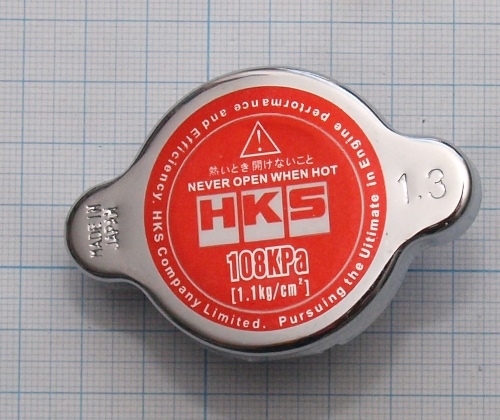 熱いとき開けないこと
NEVER OPEN WHEN HOT
HKS
108KPa
[1.1kg/cm²]
HKS Company Limited. Pursuing the Ultimate in Engine performance and Efficiency.
MADE IN
JAPAN
1.3